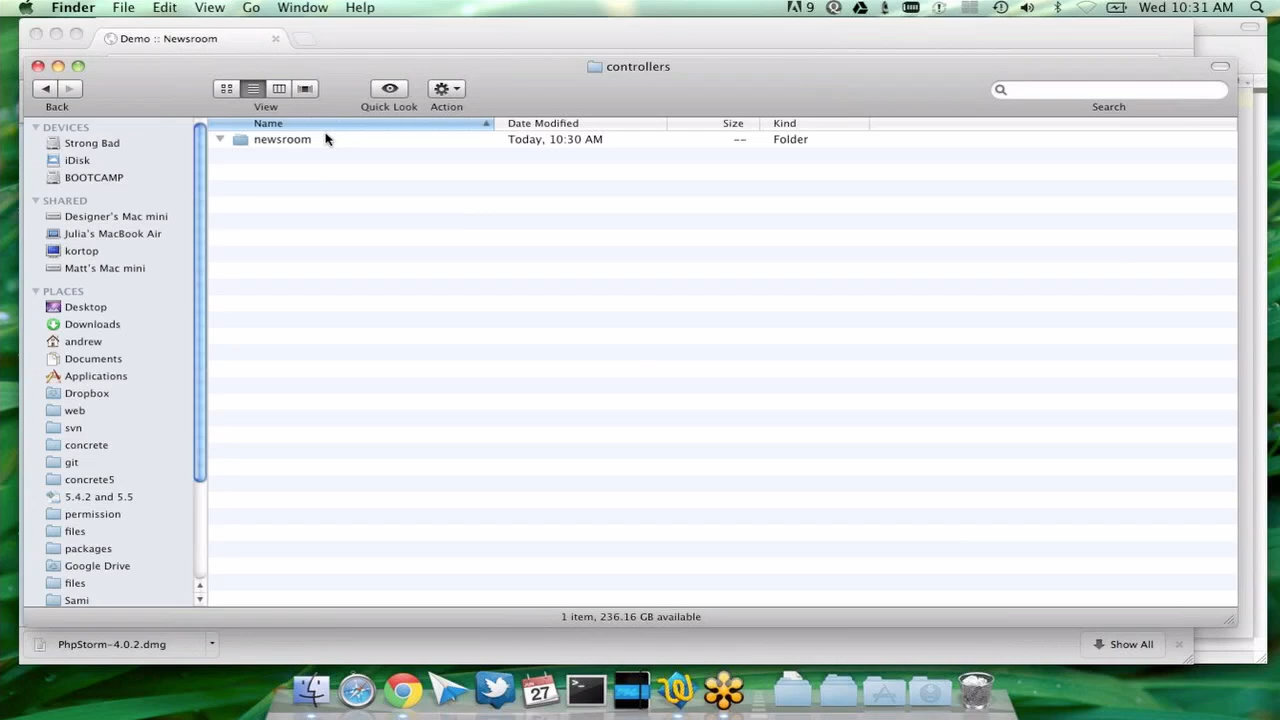 Finder File Edit View Go Window Help 9 Wed 10:31 AM
Demo :: Newsroom
controllers
Back View Quick Look Action Search
Name Date Modified Size Kind
newsroom Today, 10:30 AM -- Folder
DEVICES
Strong Bad
iDisk
BOOTCAMP
SHARED
Designer's Mac mini
Julia's MacBook Air
kortop
Matt's Mac mini
PLACES
Desktop
Downloads
andrew
Documents
Applications
Dropbox
web
svn
concrete
git
concrete5
5.4.2 and 5.5
permission
files
packages
Google Drive
files
Sami
1 item, 236.16 GB available
PhpStorm-4.0.2.dmg Show All
27